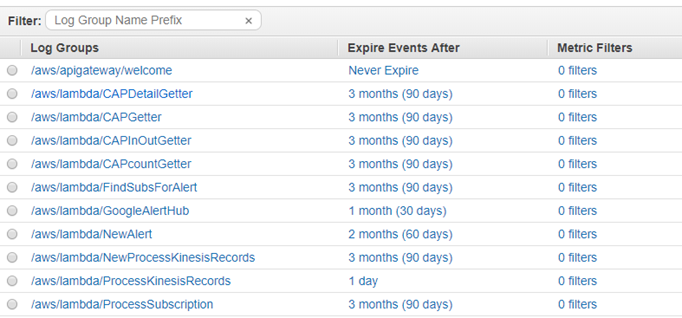 Filter: Log Group Name Prefix ×
Log Groups Expire Events After Metric Filters
/aws/apigateway/welcome Never Expire 0 filters
/aws/lambda/CAPDetailGetter 3 months (90 days) 0 filters
/aws/lambda/CAPGetter 3 months (90 days) 0 filters
/aws/lambda/CAPInOutGetter 3 months (90 days) 0 filters
/aws/lambda/CAPcountGetter 3 months (90 days) 0 filters
/aws/lambda/FindSubsForAlert 3 months (90 days) 0 filters
/aws/lambda/GoogleAlertHub 1 month (30 days) 0 filters
/aws/lambda/NewAlert 2 months (60 days) 0 filters
/aws/lambda/NewProcessKinesisRecords 3 months (90 days) 0 filters
/aws/lambda/ProcessKinesisRecords 1 day 0 filters
/aws/lambda/ProcessSubscription 3 months (90 days) 0 filters